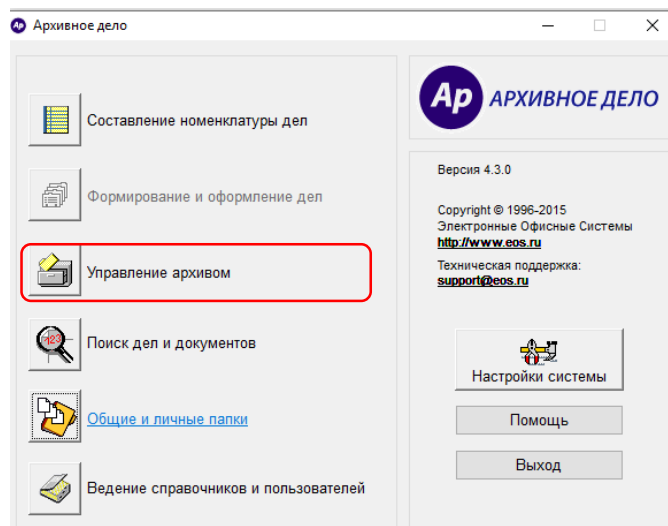 Архивное дело
Составление номенклатуры дел
Формирование и оформление дел
Управление архивом
123
Поиск дел и документов
Общие и личные папки
Ведение справочников и пользователей
Ap АРХИВНОЕ ДЕЛО
Версия 4.3.0
Copyright © 1996-2015
Электронные Офисные Системы
http://www.eos.ru
Техническая поддержка:
support@eos.ru
Настройки системы
Помощь
Выход